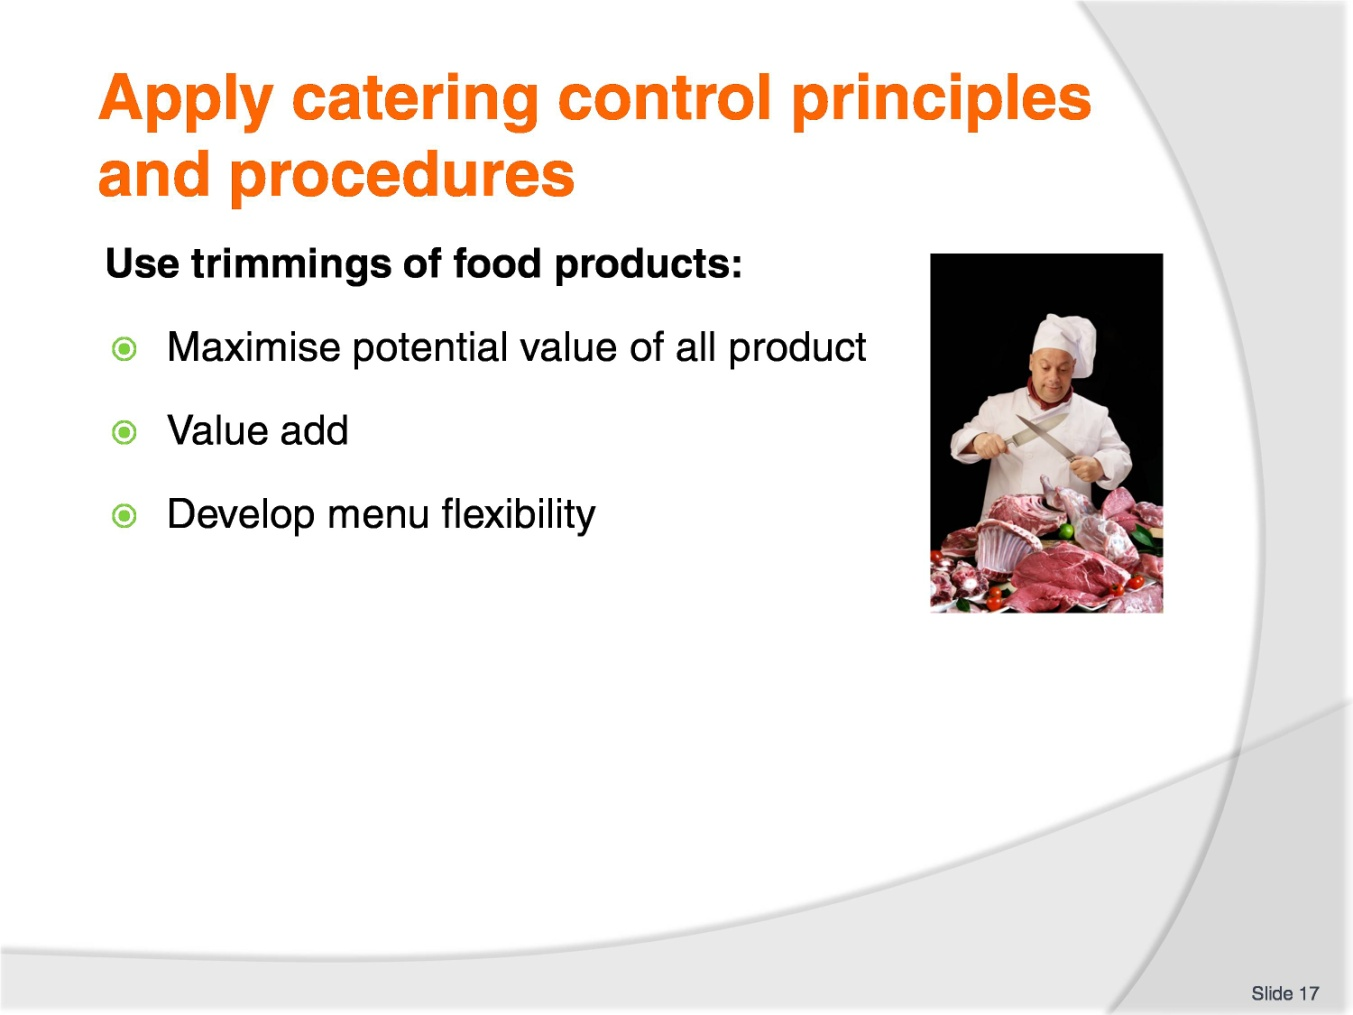 Apply catering control principles
and procedures
Use trimmings of food products:
Maximise potential value of all product
Value add
Develop menu flexibility
Slide 17